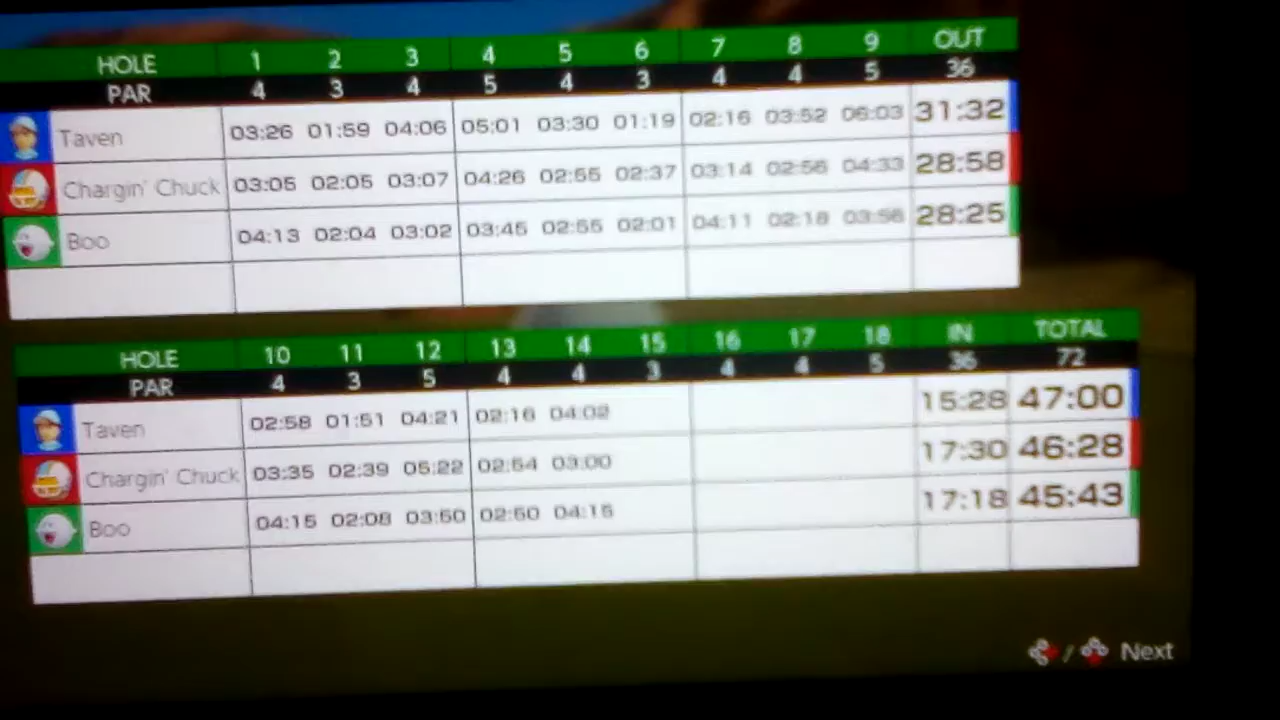 HOLE 1 2 3 4 5 6 7 8 9 OUT
PAR 4 3 4 5 4 3 4 4 5 36
Taven 03:26 01:59 04:06 05:01 03:30 01:19 02:16 03:52 06:03 31:32
Chargin' Chuck 03:05 02:05 03:07 04:26 02:55 02:37 03:14 02:56 04:33 28:58
Boo 04:13 02:04 03:02 03:45 02:55 02:01 04:11 02:18 03:56 28:25
HOLE 10 11 12 13 14 15 16 17 18 IN TOTAL
PAR 4 3 5 4 4 3 4 4 5 36 72
Taven 02:58 01:51 04:21 02:16 04:02 15:28 47:00
Chargin' Chuck 03:35 02:39 05:22 02:54 03:00 17:30 46:28
Boo 04:15 02:08 03:50 02:50 04:15 17:18 45:43
/ Next